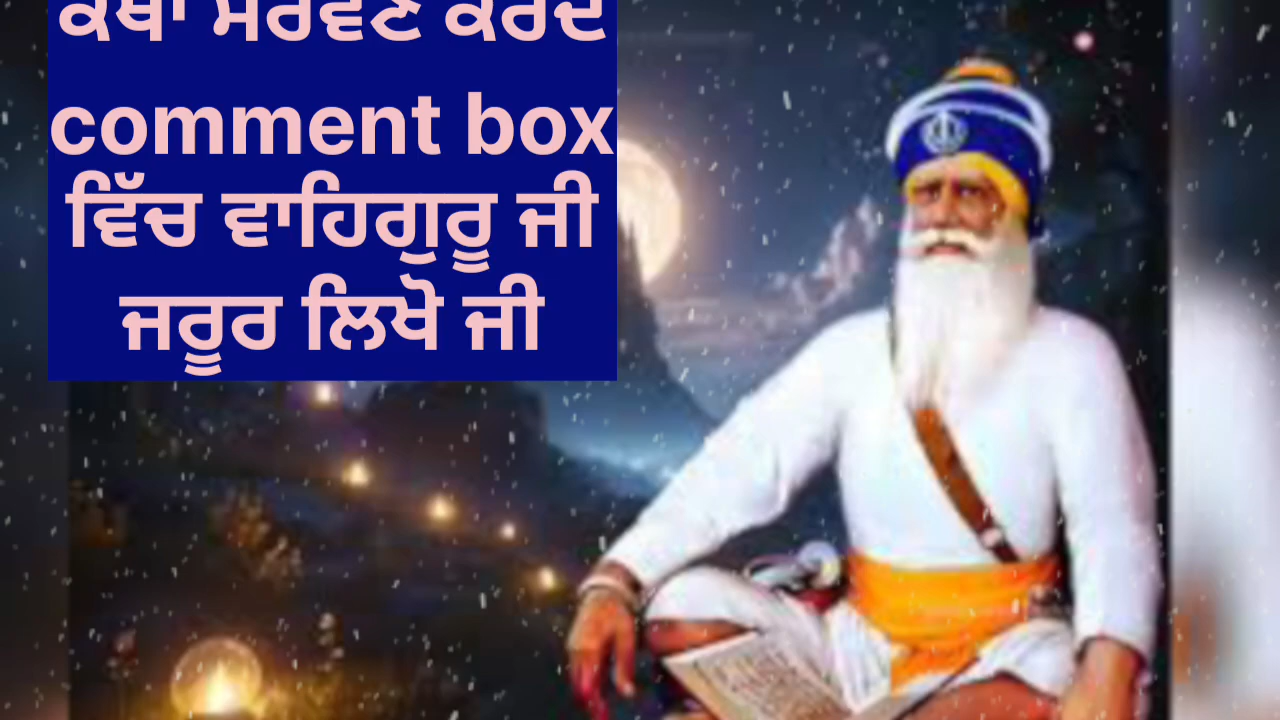 ਕਥਾ ਸਰਵਣ ਕਰਦੇ
comment box
ਵਿੱਚ ਵਾਹਿਗੁਰੂ ਜੀ
ਜਰੂਰ ਲਿਖੋ ਜੀ